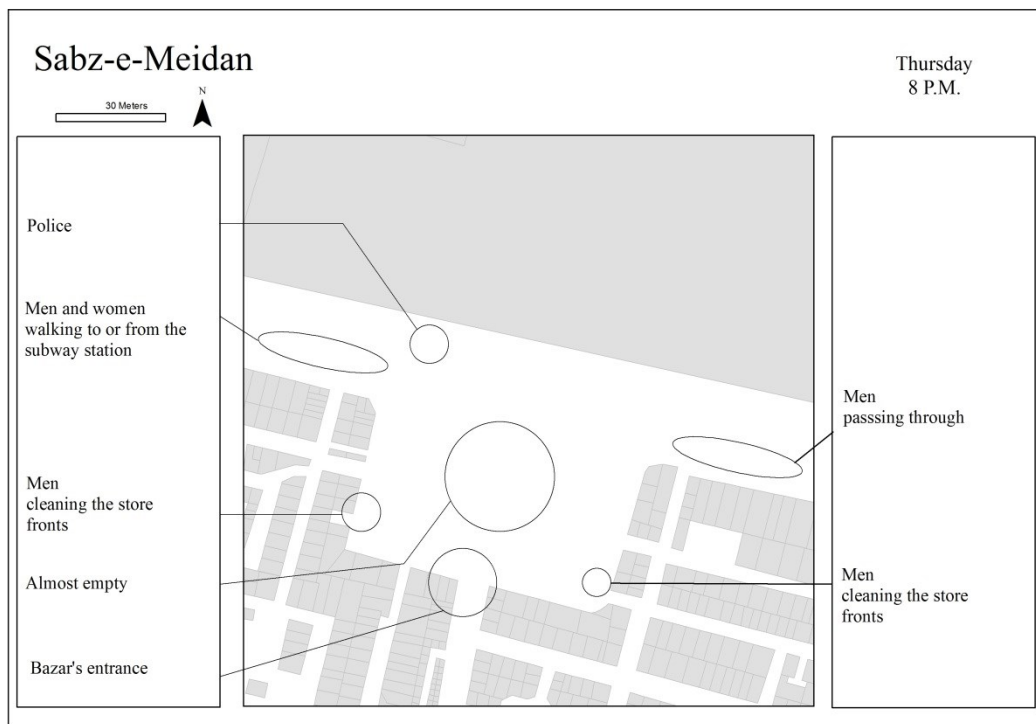 Sabz-e-Meidan
Thursday
8 P.M.
30 Meters
N
Police
Men and women
walking to or from the
subway station
Men
cleaning the store
fronts
Almost empty
Bazar's entrance
Men
passsing through
Men
cleaning the store
fronts